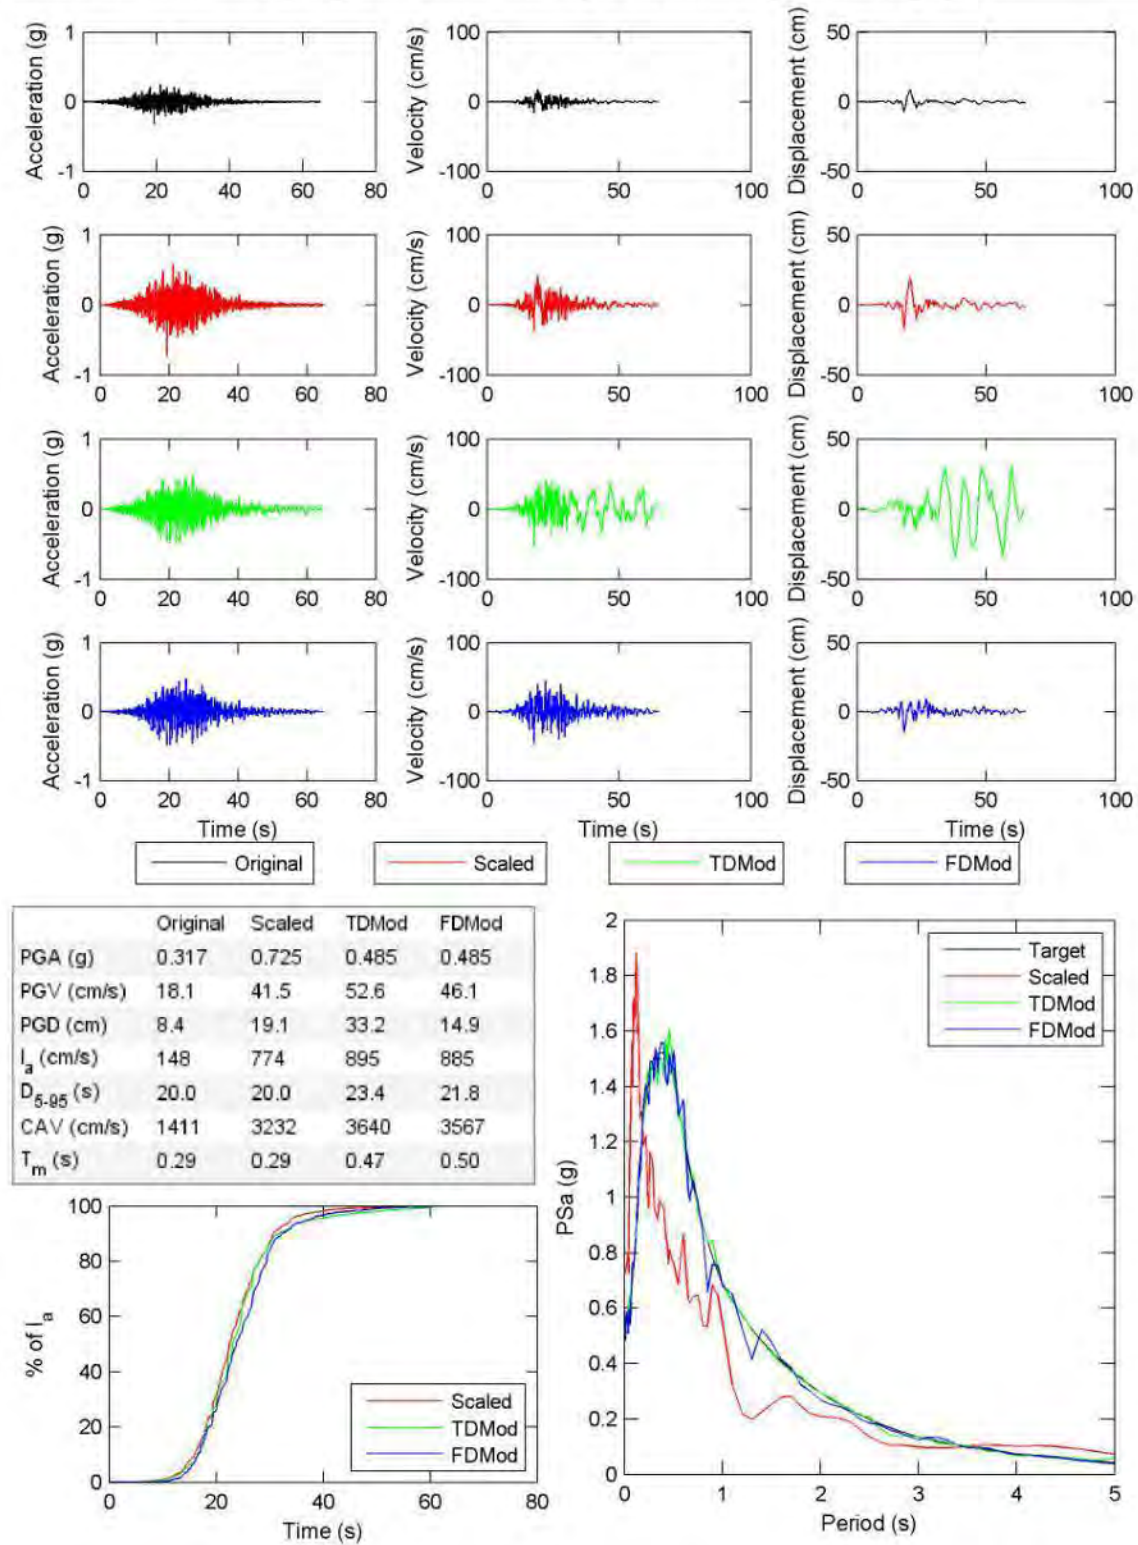 Acceleration (g)
1
0
-1
0 20 40 60 80
Velocity (cm/s)
100
0
-100
0 50 100
Displacement (cm)
50
0
-50
0 50 100
Acceleration (g)
1
0
-1
0 20 40 60 80
Velocity (cm/s)
100
0
-100
0 50 100
Displacement (cm)
50
0
-50
0 50 100
Acceleration (g)
1
0
-1
0 20 40 60 80
Velocity (cm/s)
100
0
-100
0 50 100
Displacement (cm)
50
0
-50
0 50 100
Acceleration (g)
1
0
-1
0 20 40 60 80
Time (s)
Velocity (cm/s)
100
0
-100
0 50 100
Time (s)
Displacement (cm)
50
0
-50
0 50 100
Time (s)
Original Scaled TDMod FDMod
Original Scaled TDMod FDMod
PGA (g) 0.317 0.725 0.485 0.485
PGV (cm/s) 18.1 41.5 52.6 46.1
PGD (cm) 8.4 19.1 33.2 14.9
Ia (cm/s) 148 774 895 885
D5-95 (s) 20.0 20.0 23.4 21.8
CAV (cm/s) 1411 3232 3640 3567
Tm (s) 0.29 0.29 0.47 0.50
% of Ia
100
80
60
40
20
0
0 20 40 60 80
Time (s)
Scaled
TDMod
FDMod
PSa (g)
2
1.8
1.6
1.4
1.2
1
0.8
0.6
0.4
0.2
0
0 1 2 3 4 5
Period (s)
Target
Scaled
TDMod
FDMod